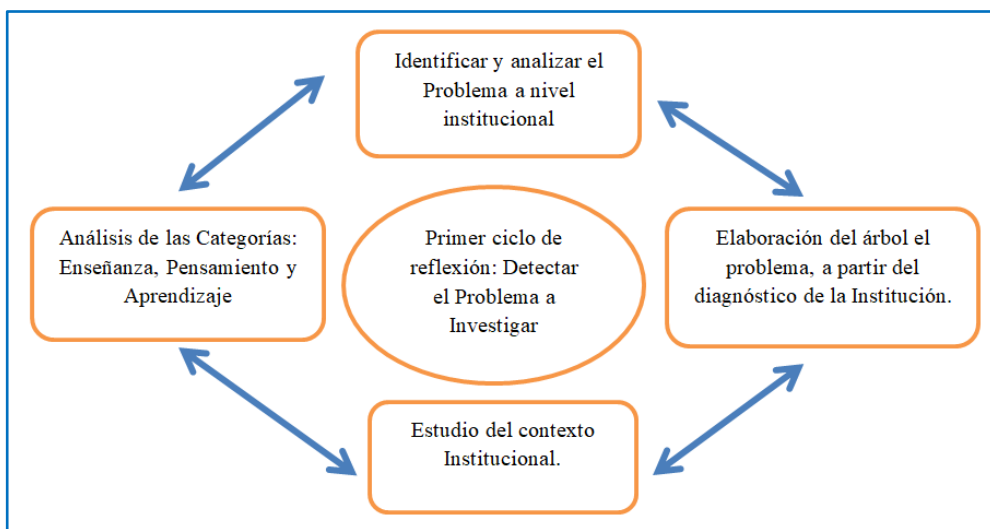 Identificar y analizar el
Problema a nivel
institucional
Análisis de las Categorías:
Enseñanza, Pensamiento y
Aprendizaje
Primer ciclo de
reflexión: Detectar
el Problema a
Investigar
Elaboración del árbol el
problema, a partir del
diagnóstico de la Institución.
Estudio del contexto
Institucional.